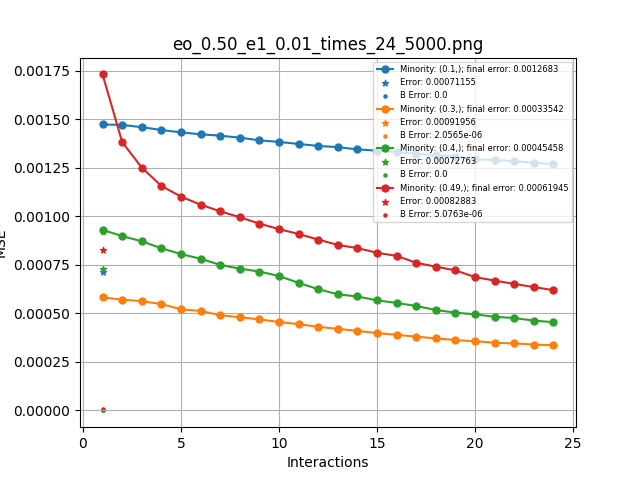 eo_0.50_e1_0.01_times_24_5000.png
0.00175
0.00150
0.00125
0.00100
0.00075
0.00050
0.00025
0.00000
MSE
Minority: (0.1,); final error: 0.0012683
Error: 0.00071155
B Error: 0.0
Minority: (0.3,); final error: 0.00033542
Error: 0.00091956
B Error: 2.0565e-06
Minority: (0.4,); final error: 0.00045458
Error: 0.00072763
B Error: 0.0
Minority: (0.49,); final error: 0.00061945
Error: 0.00082883
B Error: 5.0763e-06
0 5 10 15 20 25
Interactions